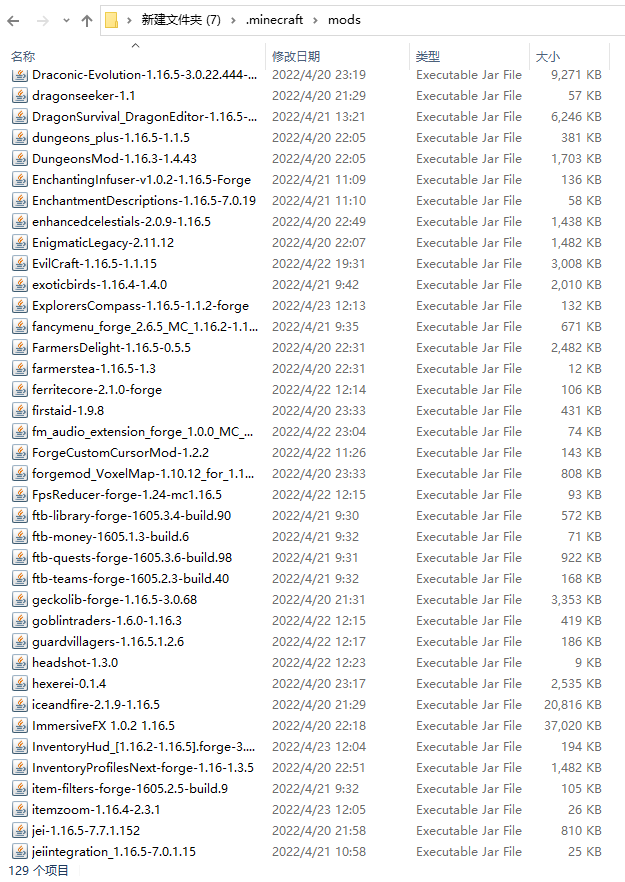 新建文件夹 (7) › .minecraft › mods
名称 修改日期 类型 大小
Draconic-Evolution-1.16.5-3.0.22.444-... 2022/4/20 23:19 Executable Jar File 9,271 KB
dragonseeker-1.1 2022/4/20 21:29 Executable Jar File 57 KB
DragonSurvival_DragonEditor-1.16.5-... 2022/4/21 13:21 Executable Jar File 6,246 KB
dungeons_plus-1.16.5-1.1.5 2022/4/20 22:05 Executable Jar File 381 KB
DungeonsMod-1.16.3-1.4.43 2022/4/20 22:05 Executable Jar File 1,703 KB
EnchantingInfuser-v1.0.2-1.16.5-Forge 2022/4/21 11:09 Executable Jar File 136 KB
EnchantmentDescriptions-1.16.5-7.0.19 2022/4/21 11:10 Executable Jar File 58 KB
enhancedcelestials-2.0.9-1.16.5 2022/4/20 22:49 Executable Jar File 1,438 KB
EnigmaticLegacy-2.11.12 2022/4/20 22:07 Executable Jar File 1,482 KB
EvilCraft-1.16.5-1.1.15 2022/4/22 19:31 Executable Jar File 3,008 KB
exoticbirds-1.16.4-1.4.0 2022/4/21 9:42 Executable Jar File 2,010 KB
ExplorersCompass-1.16.5-1.1.2-forge 2022/4/23 12:13 Executable Jar File 132 KB
fancymenu_forge_2.6.5_MC_1.16.2-1.1... 2022/4/21 9:35 Executable Jar File 671 KB
FarmersDelight-1.16.5-0.5.5 2022/4/20 22:31 Executable Jar File 2,482 KB
farmerstea-1.16.5-1.3 2022/4/20 22:31 Executable Jar File 12 KB
ferritecore-2.1.0-forge 2022/4/22 12:14 Executable Jar File 106 KB
firstaid-1.9.8 2022/4/20 23:33 Executable Jar File 431 KB
fm_audio_extension_forge_1.0.0_MC_... 2022/4/22 23:04 Executable Jar File 74 KB
ForgeCustomCursorMod-1.2.2 2022/4/22 11:26 Executable Jar File 143 KB
forgemod_VoxelMap-1.10.12_for_1.1... 2022/4/20 23:33 Executable Jar File 808 KB
FpsReducer-forge-1.24-mc1.16.5 2022/4/22 12:15 Executable Jar File 93 KB
ftb-library-forge-1605.3.4-build.90 2022/4/21 9:30 Executable Jar File 572 KB
ftb-money-1605.1.3-build.6 2022/4/21 9:32 Executable Jar File 71 KB
ftb-quests-forge-1605.3.6-build.98 2022/4/21 9:31 Executable Jar File 922 KB
ftb-teams-forge-1605.2.3-build.40 2022/4/21 9:32 Executable Jar File 168 KB
geckolib-forge-1.16.5-3.0.68 2022/4/20 21:31 Executable Jar File 3,353 KB
goblintraders-1.6.0-1.16.3 2022/4/22 12:15 Executable Jar File 419 KB
guardvillagers-1.16.5.1.2.6 2022/4/22 12:17 Executable Jar File 186 KB
headshot-1.3.0 2022/4/22 12:23 Executable Jar File 9 KB
hexerei-0.1.4 2022/4/20 23:17 Executable Jar File 2,535 KB
iceandfire-2.1.9-1.16.5 2022/4/20 21:29 Executable Jar File 20,816 KB
ImmersiveFX 1.0.2 1.16.5 2022/4/20 22:18 Executable Jar File 37,020 KB
InventoryHud_[1.16.2-1.16.5].forge-3.... 2022/4/23 12:04 Executable Jar File 194 KB
InventoryProfilesNext-forge-1.16-1.3.5 2022/4/20 22:51 Executable Jar File 1,482 KB
item-filters-forge-1605.2.5-build.9 2022/4/21 9:32 Executable Jar File 105 KB
itemzoom-1.16.4-2.3.1 2022/4/23 12:05 Executable Jar File 26 KB
jei-1.16.5-7.7.1.152 2022/4/20 21:58 Executable Jar File 810 KB
jeiintegration_1.16.5-7.0.1.15 2022/4/21 10:58 Executable Jar File 25 KB
129 个项目